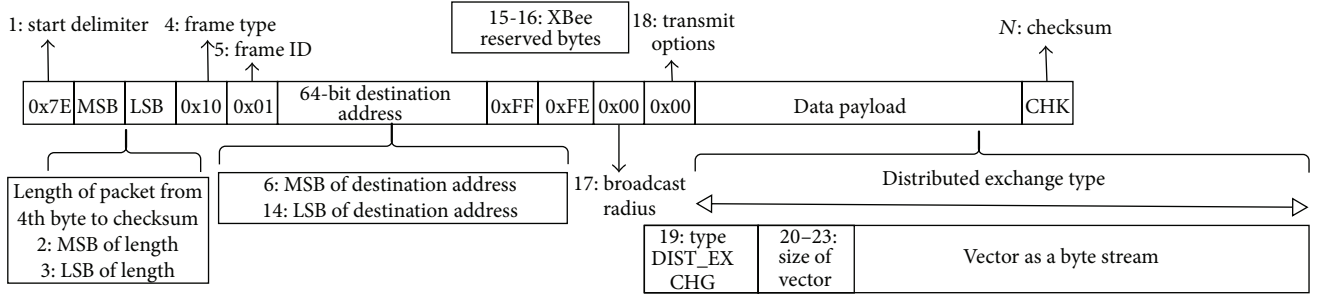 1: start delimiter
4: frame type
5: frame ID
15-16: XBee
reserved bytes
18: transmit
options
N: checksum
0x7E MSB LSB 0x10 0x01 64-bit destination address 0xFF 0xFE 0x00 0x00 Data payload CHK
Length of packet from
4th byte to checksum
2: MSB of length
3: LSB of length
6: MSB of destination address
14: LSB of destination address
17: broadcast
radius
Distributed exchange type
19: type
DIST_EX
CHG
20–23:
size of
vector
Vector as a byte stream